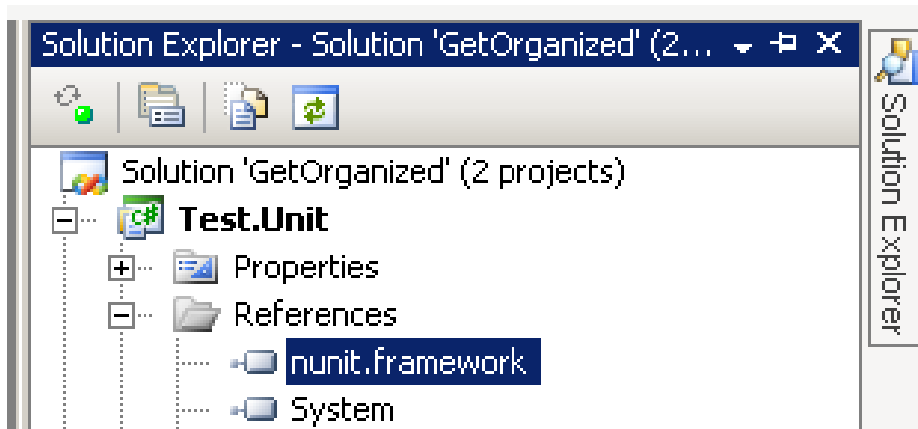 Solution Explorer - Solution 'GetOrganized' (2...
Solution 'GetOrganized' (2 projects)
C#
Test.Unit
Properties
References
nunit.framework
System
Solution Explorer